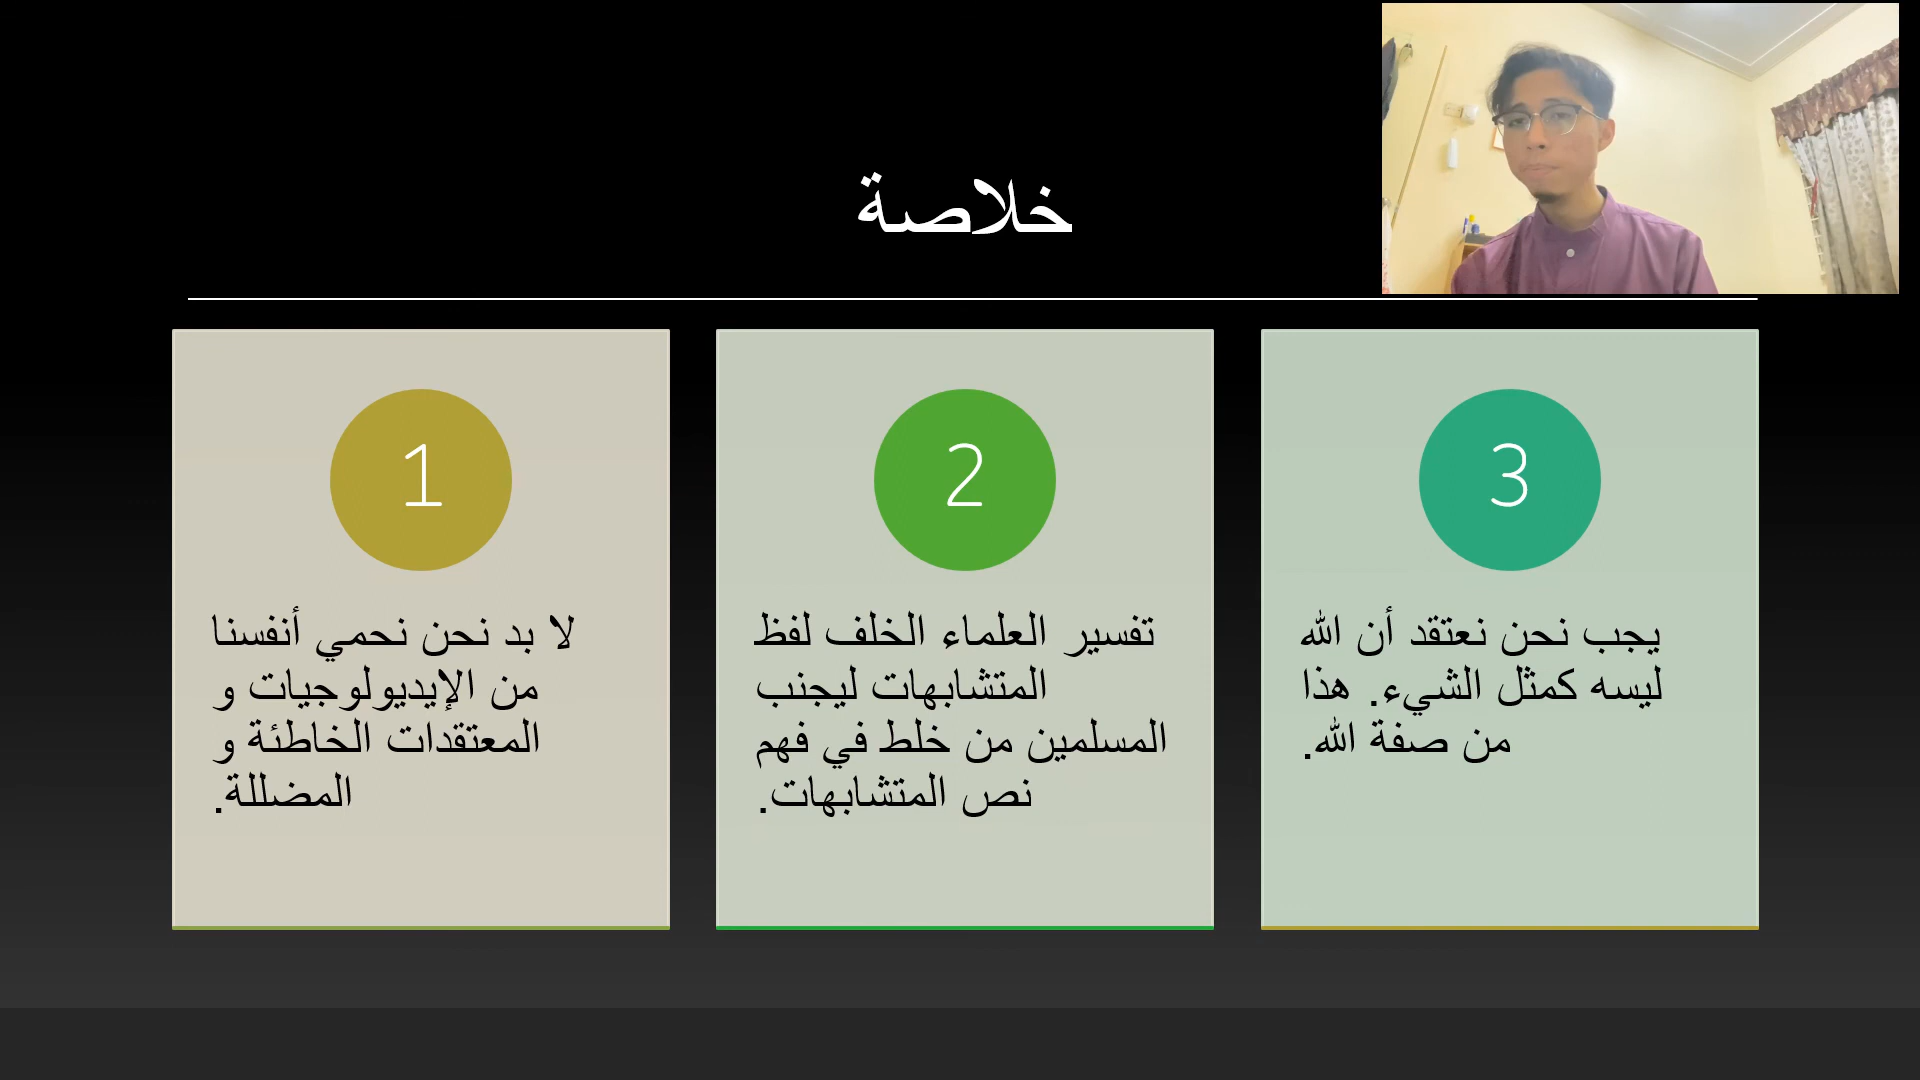 خلاصة
1
لا بد نحن نحمي أنفسنا
من الإيديولوجيات و
المعتقدات الخاطئة و
المضللة.
2
تفسير العلماء الخلف لفظ
المتشابهات ليجنب
المسلمين من خلط في فهم
نص المتشابهات.
3
يجب نحن نعتقد أن الله
ليسه كمثل الشيء. هذا
من صفة الله.